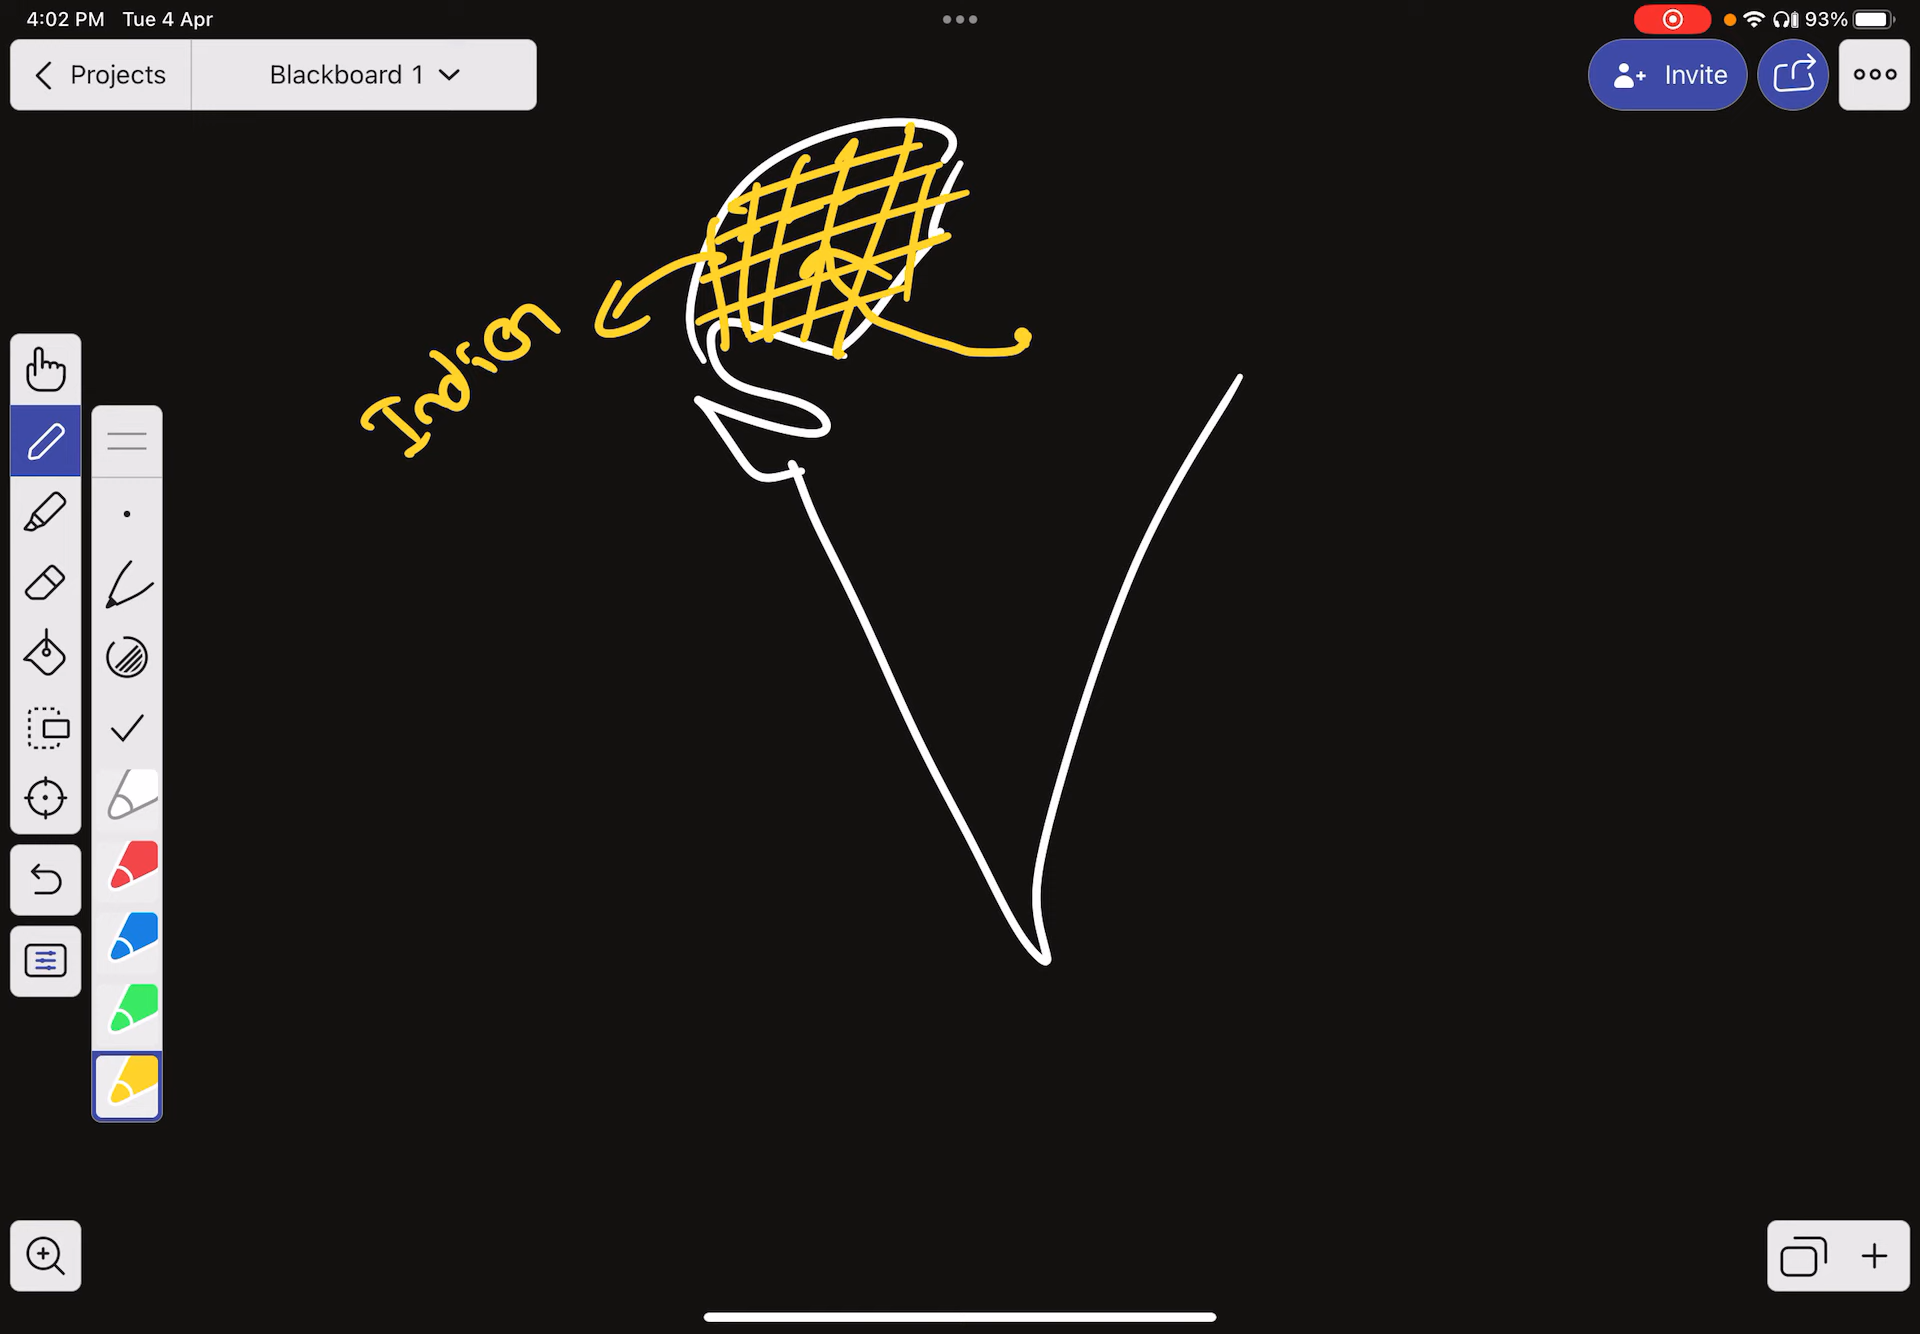 4:02 PM Tue 4 Apr
93%
Projects
Blackboard 1
Invite
Indian